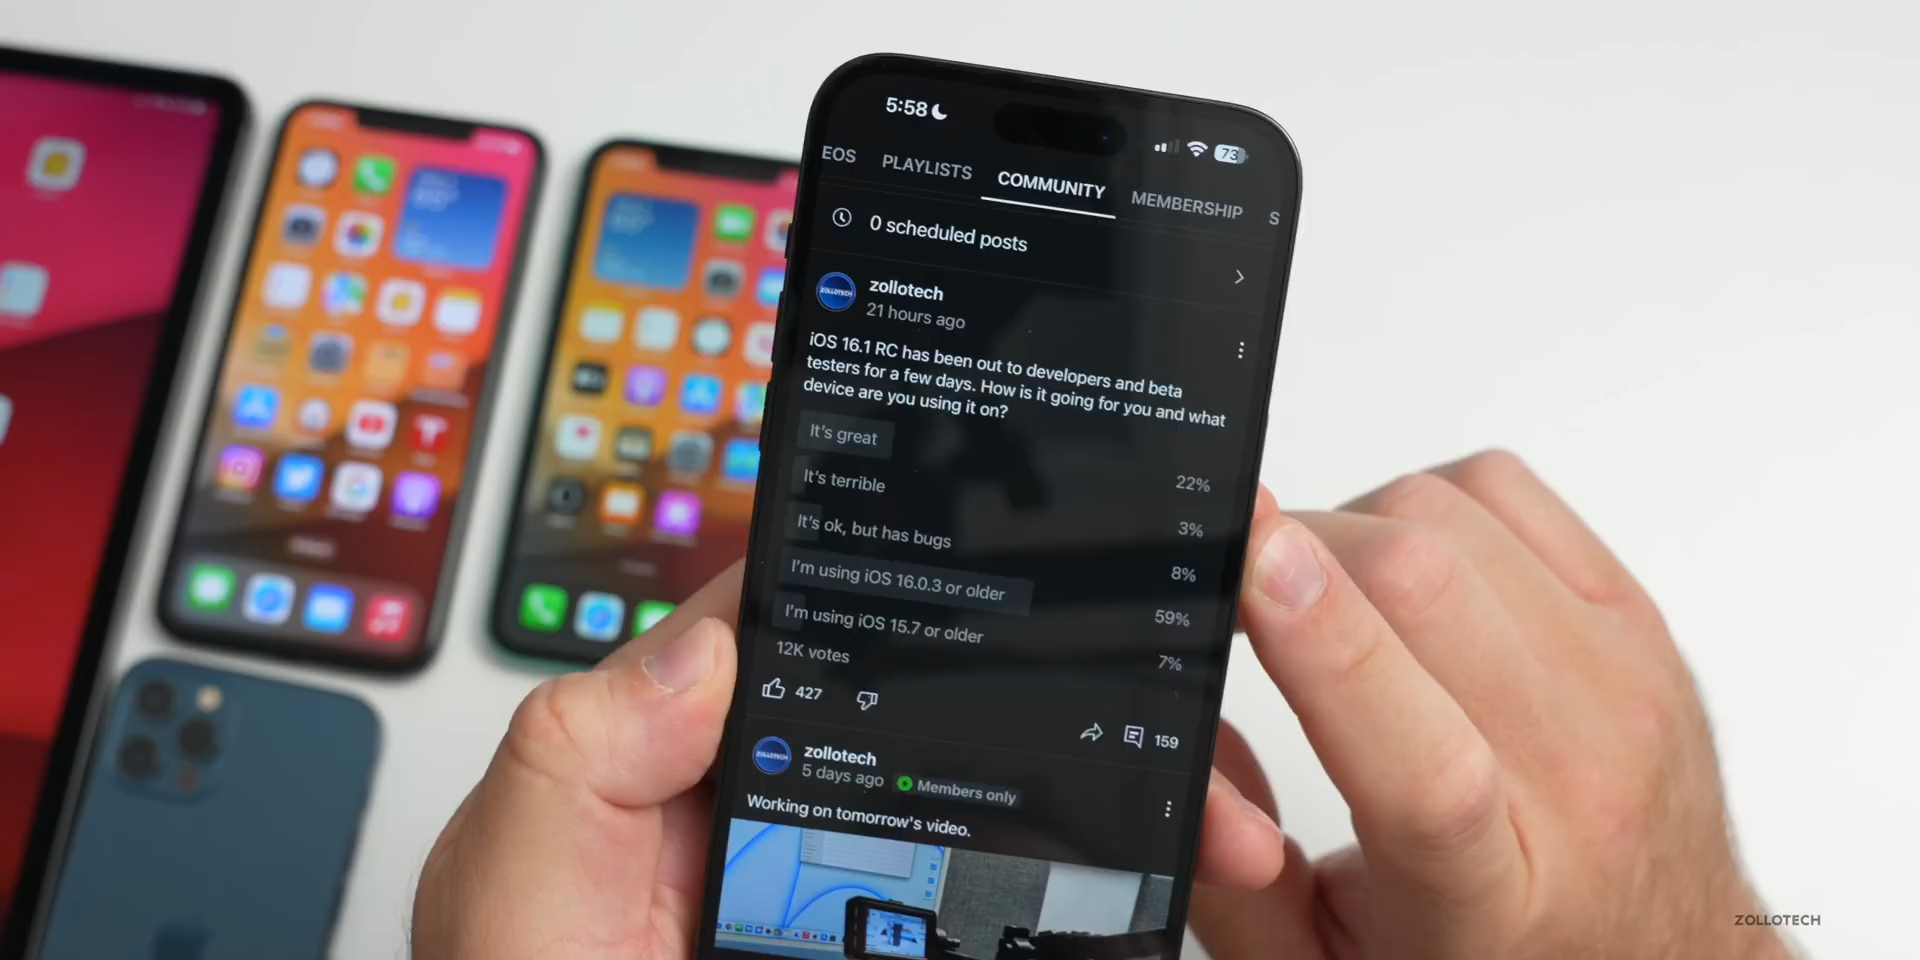 5:58
73
EOS PLAYLISTS COMMUNITY MEMBERSHIP S
0 scheduled posts
zollotech
21 hours ago
iOS 16.1 RC has been out to developers and beta
testers for a few days. How is it going for you and what
device are you using it on?
It's great
22%
It's terrible
3%
It's ok, but has bugs
8%
I'm using iOS 16.0.3 or older
59%
I'm using iOS 15.7 or older
7%
12K votes
427
159
ZOLLOTECH
zollotech
5 days ago Members only
Working on tomorrow's video.
ZOLLOTECH